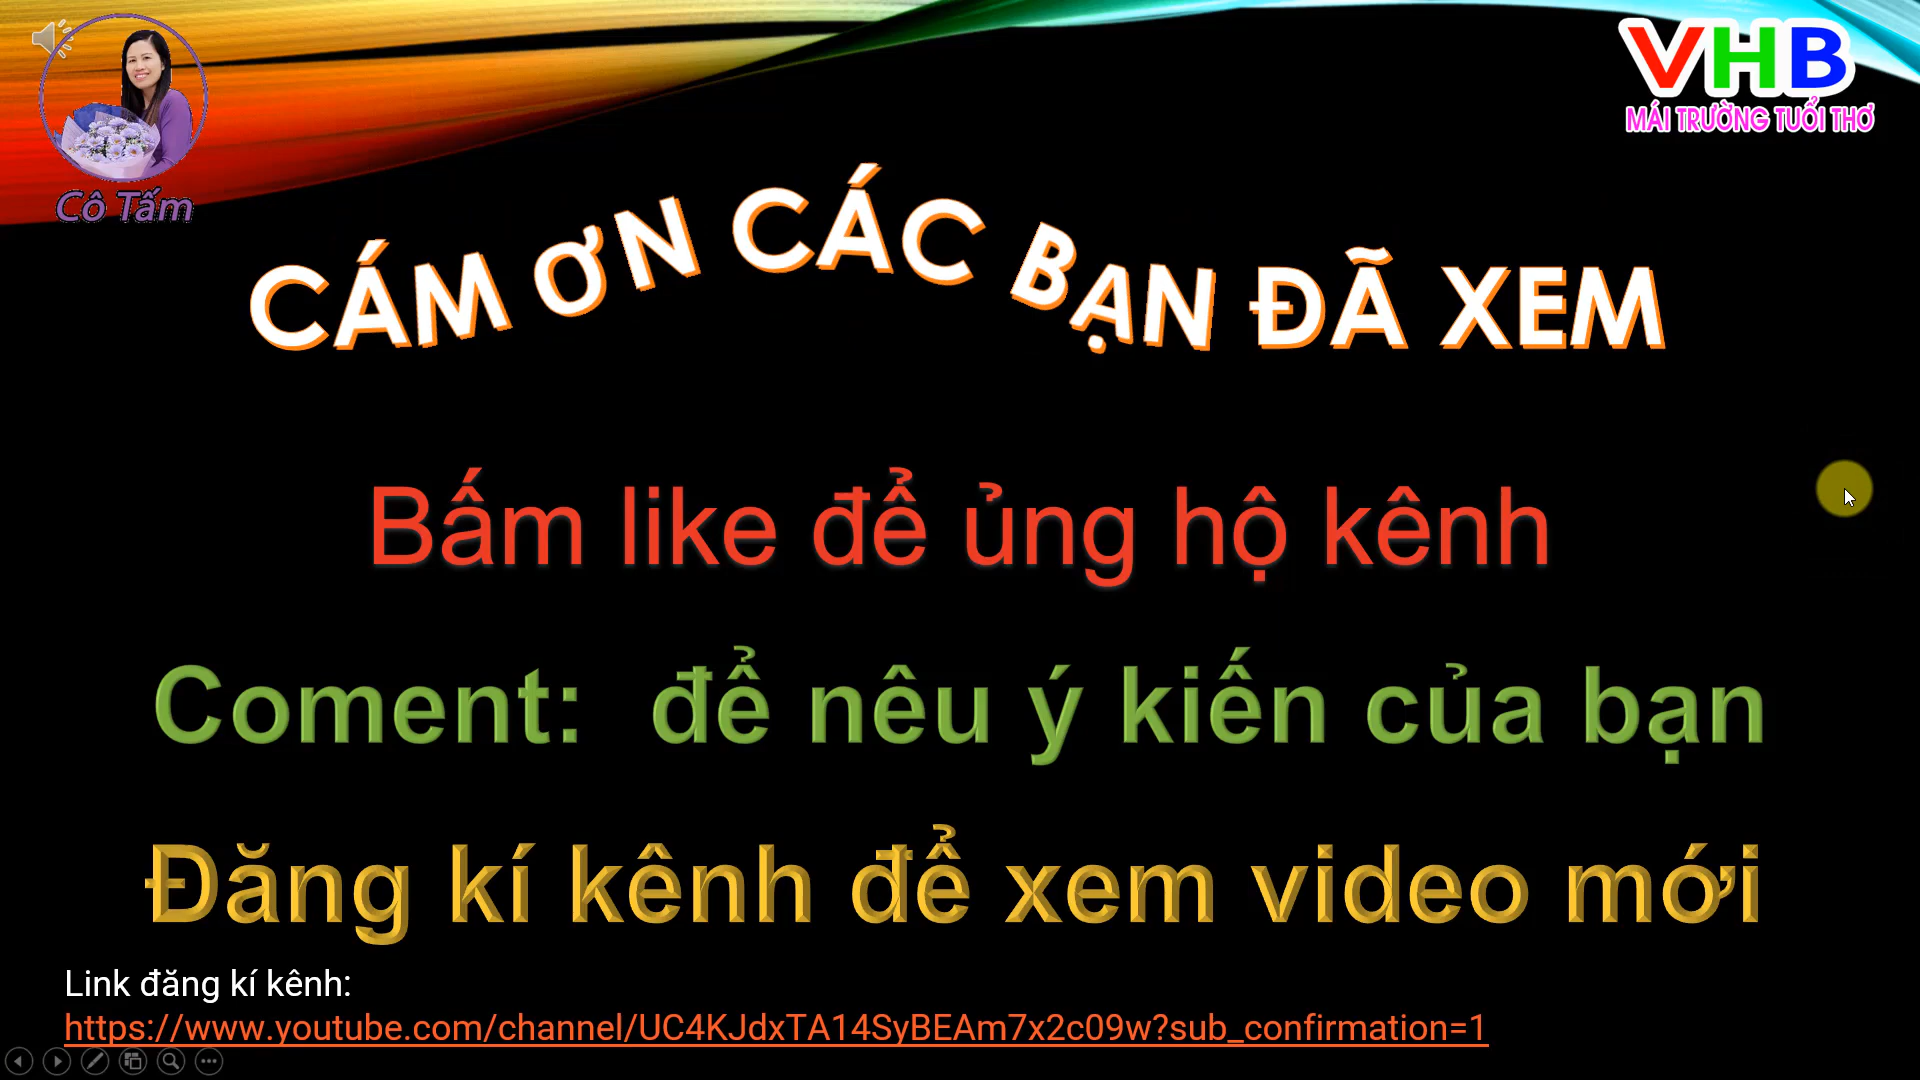 VHB
MÁI TRƯỜNG TUỔI THƠ
Cô Tấm
CÁM ƠN CÁC BẠN ĐÃ XEM
Bấm like để ủng hộ kênh
Coment:  để nêu ý kiến của bạn
Đăng kí kênh để xem video mới
Link đăng kí kênh:
https://www.youtube.com/channel/UC4KJdxTA14SyBEAm7x2c09w?sub_confirmation=1